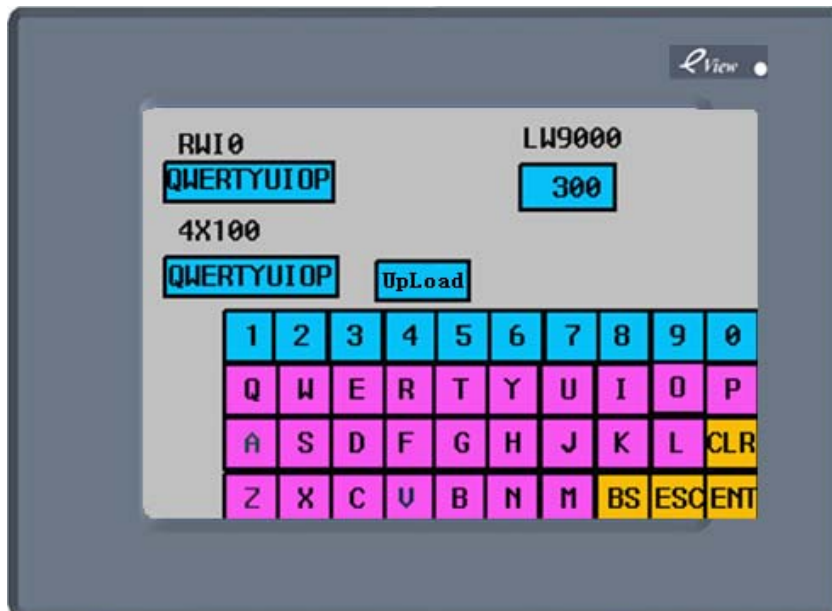 eView
RWI0 LW9000
QWERTYUIOP 300
4X100
QWERTYUIOP UpLoad
1 2 3 4 5 6 7 8 9 0
Q W E R T Y U I O P
A S D F G H J K L CLR
Z X C V B N M BS ESC ENT